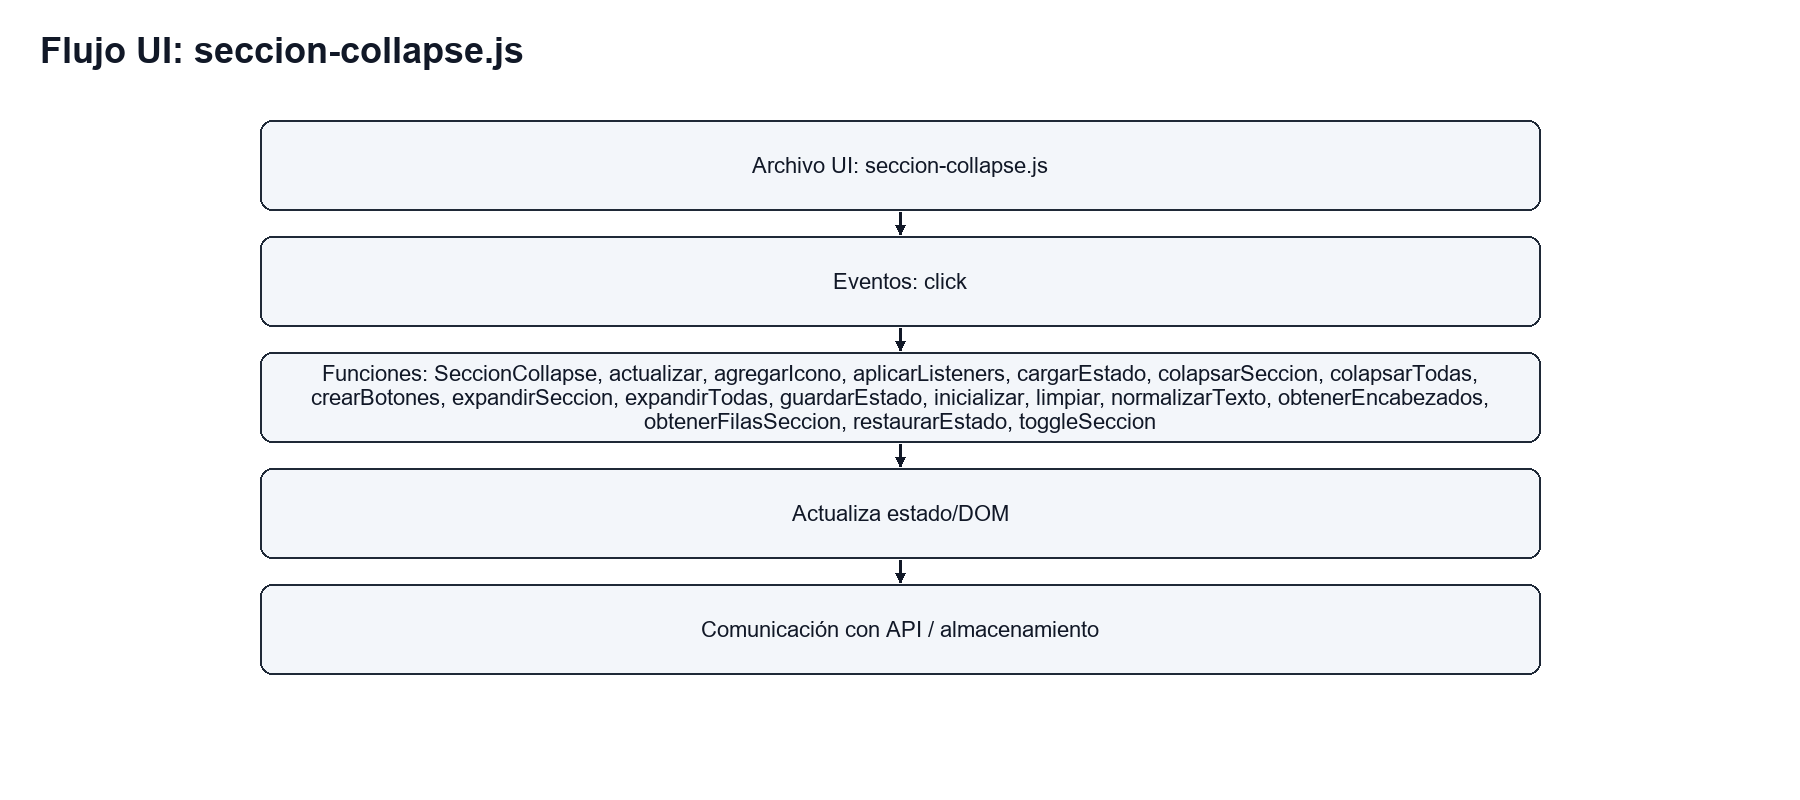 Flujo UI: seccion-collapse.js
Archivo UI: seccion-collapse.js
Eventos: click
Funciones: SeccionCollapse, actualizar, agregarIcono, aplicarListeners, cargarEstado, colapsarSeccion, colapsarTodas,
crearBotones, expandirSeccion, expandirTodas, guardarEstado, inicializar, limpiar, normalizarTexto, obtenerEncabezados,
obtenerFilasSeccion, restaurarEstado, toggleSeccion
Actualiza estado/DOM
Comunicación con API / almacenamiento